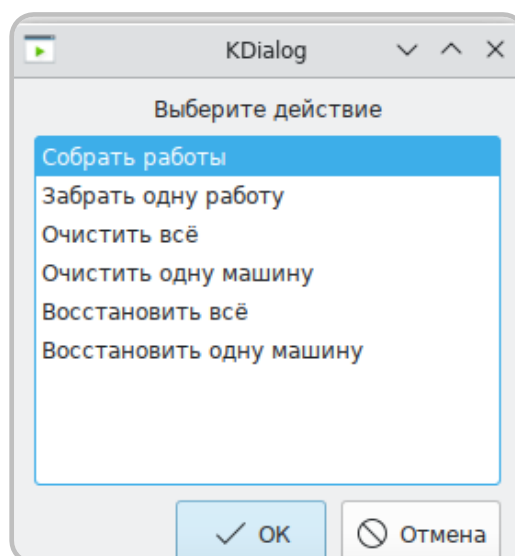 KDialog
Выберите действие
Собрать работы
Забрать одну работу
Очистить всё
Очистить одну машину
Восстановить всё
Восстановить одну машину
ОК
Отмена